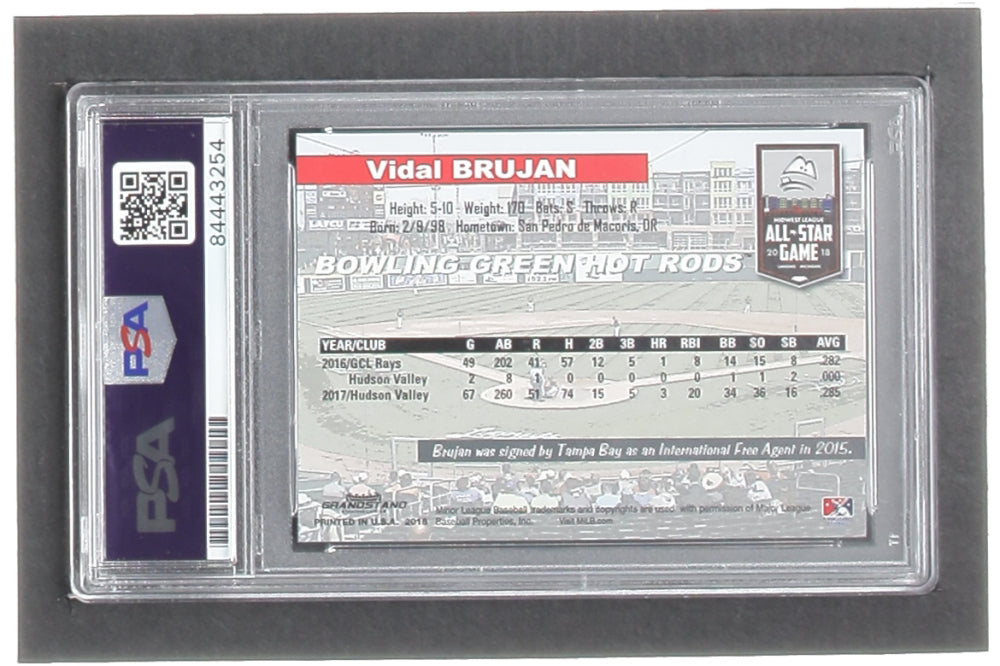 84443254
PSA
PSA
Vidal BRUJAN
Height: 5-10 Weight: 170 Bats: S Throws: R
Born: 2/9/98 Hometown: San Pedro de Macoris, DR
BOWLING GREEN HOT RODS
MIDWEST LEAGUE
ALL-STAR
20 GAME 18
LANSING MICHIGAN
YEAR/CLUB G AB R H 2B 3B HR RBI BB SO SB AVG
2016/GCL Rays 49 202 41 57 12 5 1 8 14 15 8 .282
Hudson Valley 2 8 1 0 0 0 0 0 1 1 2 .000
2017/Hudson Valley 67 260 51 74 15 5 3 20 34 36 16 .285
Brujan was signed by Tampa Bay as an International Free Agent in 2015.
GRANDSTAND
PRINTED IN U.S.A. 2018
Minor League Baseball trademarks and copyrights are used with permission of Major League
Baseball Properties, Inc. Visit MiLB.com